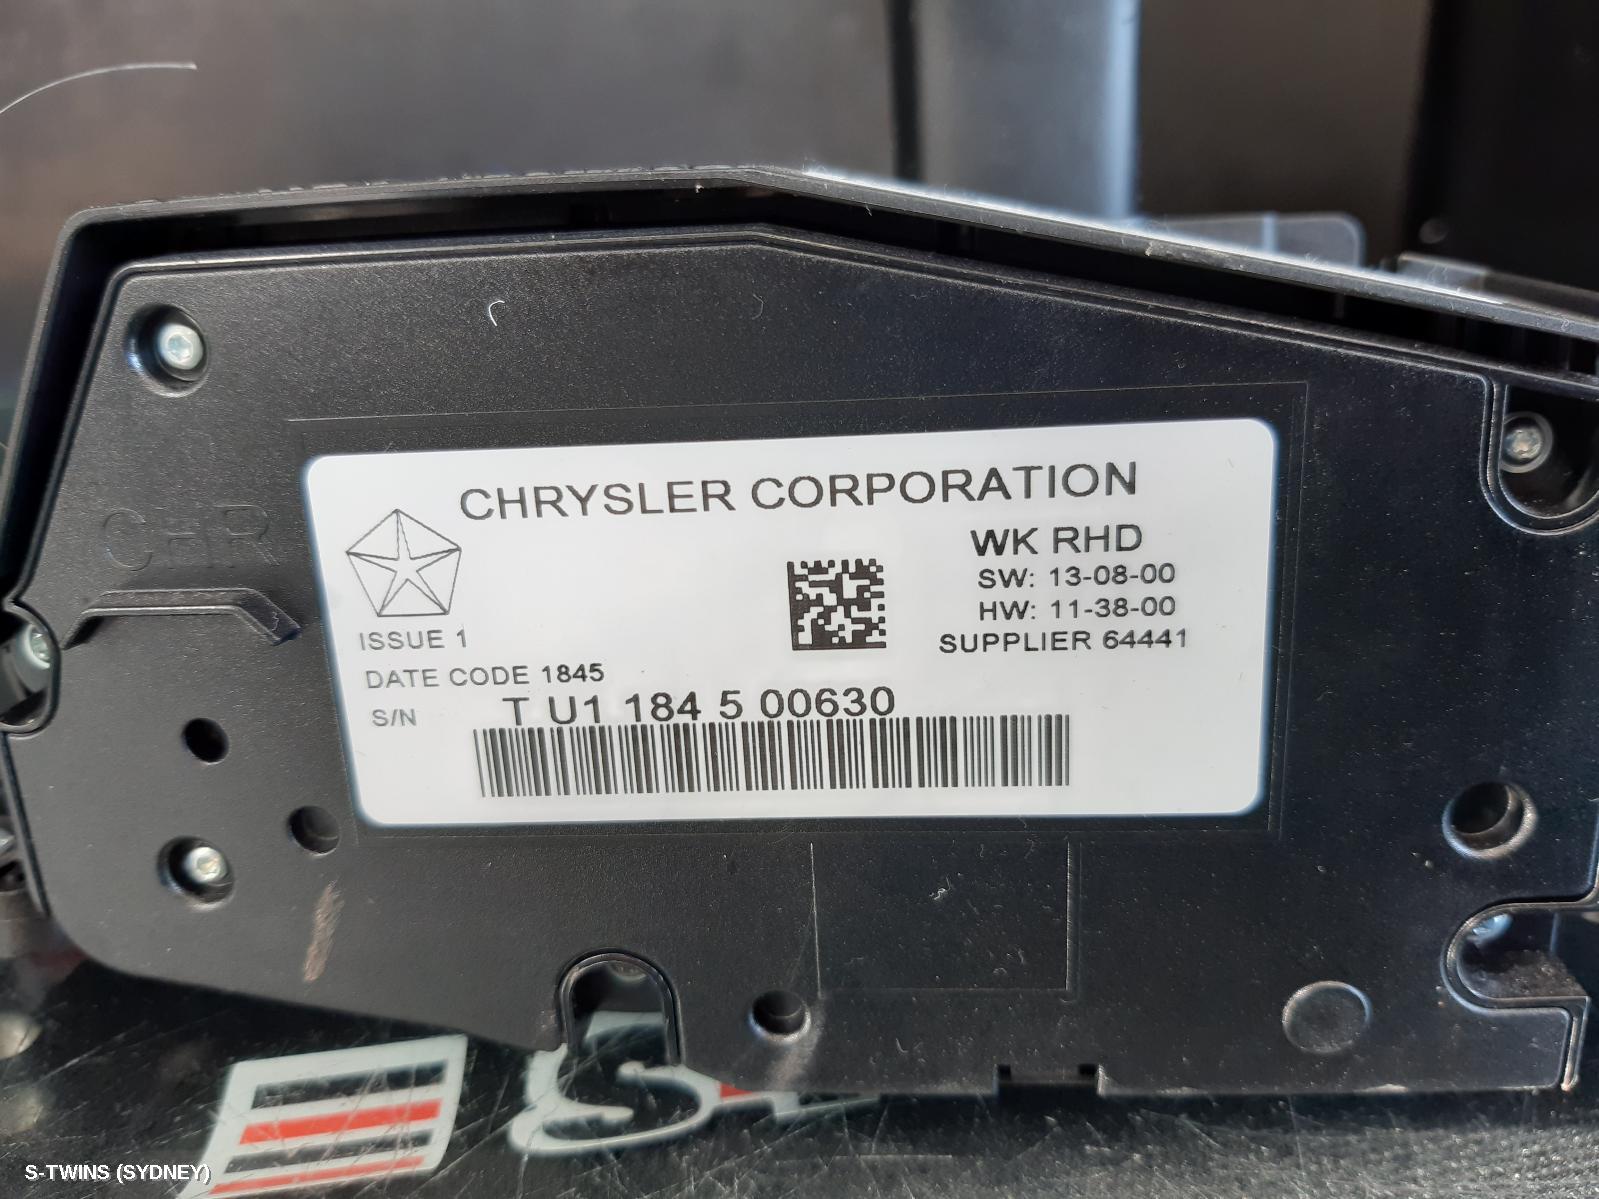 CHR
CHRYSLER CORPORATION
WK RHD
SW: 13-08-00
HW: 11-38-00
SUPPLIER 64441
ISSUE 1
DATE CODE 1845
S/N T U1 184 5 00630
S-TWINS (SYDNEY)